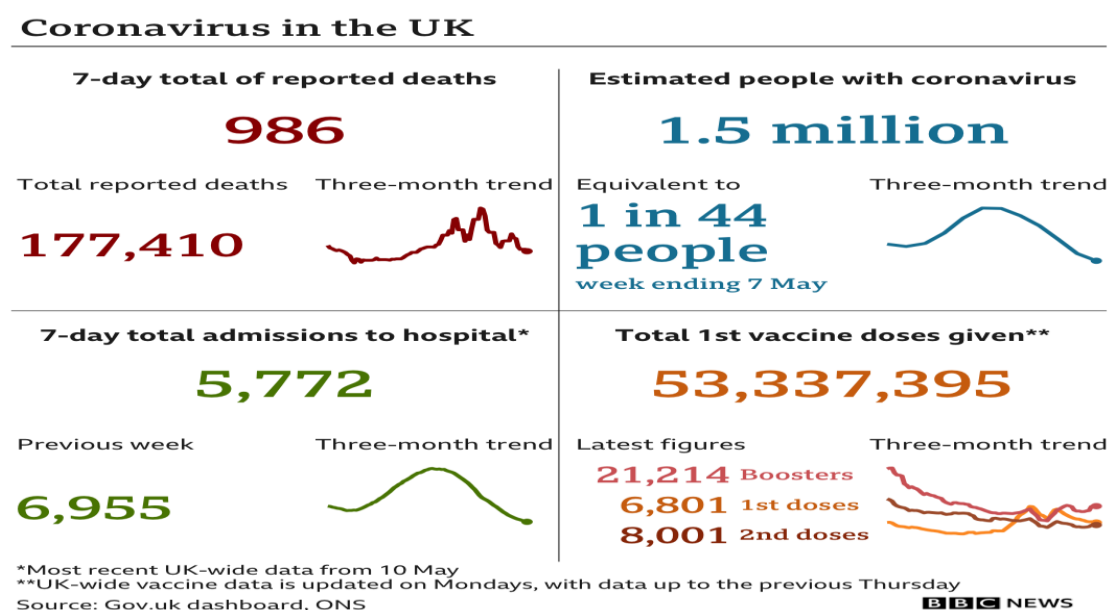 Coronavirus in the UK
7-day total of reported deaths
986
Total reported deaths
177,410
Three-month trend
Estimated people with coronavirus
1.5 million
Equivalent to
1 in 44
people
week ending 7 May
Three-month trend
7-day total admissions to hospital*
5,772
Previous week
6,955
Three-month trend
Total 1st vaccine doses given**
53,337,395
Latest figures
21,214 Boosters
6,801 1st doses
8,001 2nd doses
Three-month trend
*Most recent UK-wide data from 10 May
**UK-wide vaccine data is updated on Mondays, with data up to the previous Thursday
Source: Gov.uk dashboard, ONS
BBC NEWS